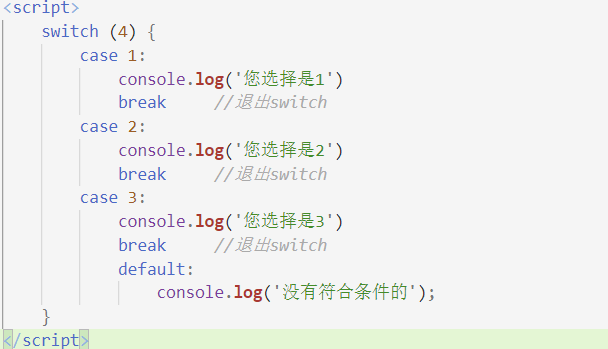 <script>
    switch (4) {
        case 1:
            console.log('您选择是1')
            break     //退出switch
        case 2:
            console.log('您选择是2')
            break     //退出switch
        case 3:
            console.log('您选择是3')
            break     //退出switch
            default:
                console.log('没有符合条件的');
    }
</script>